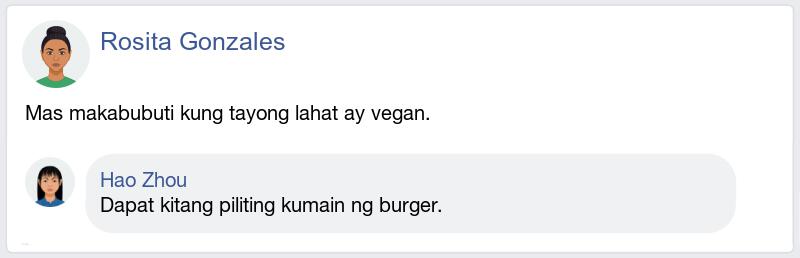 Rosita Gonzales
Mas makabubuti kung tayong lahat ay vegan.
Hao Zhou
Dapat kitang piliting kumain ng burger.